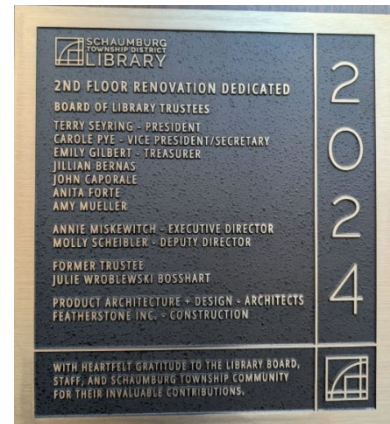 SCHAUMBURG
TOWNSHIP DISTRICT
LIBRARY
2ND FLOOR RENOVATION DEDICATED
BOARD OF LIBRARY TRUSTEES
TERRY SEYRING - PRESIDENT
CAROLE PYE - VICE PRESIDENT/SECRETARY
EMILY GILBERT - TREASURER
JILLIAN BERNAS
JOHN CAPORALE
ANITA FORTE
AMY MUELLER
ANNIE MISKEWITCH - EXECUTIVE DIRECTOR
MOLLY SCHEIBLER - DEPUTY DIRECTOR
FORMER TRUSTEE
JULIE WROBLEWSKI BOSSHART
PRODUCT ARCHITECTURE + DESIGN - ARCHITECTS
FEATHERSTONE INC. - CONSTRUCTION
WITH HEARTFELT GRATITUDE TO THE LIBRARY BOARD,
STAFF, AND SCHAUMBURG TOWNSHIP COMMUNITY
FOR THEIR INVALUABLE CONTRIBUTIONS.
2
0
2
4